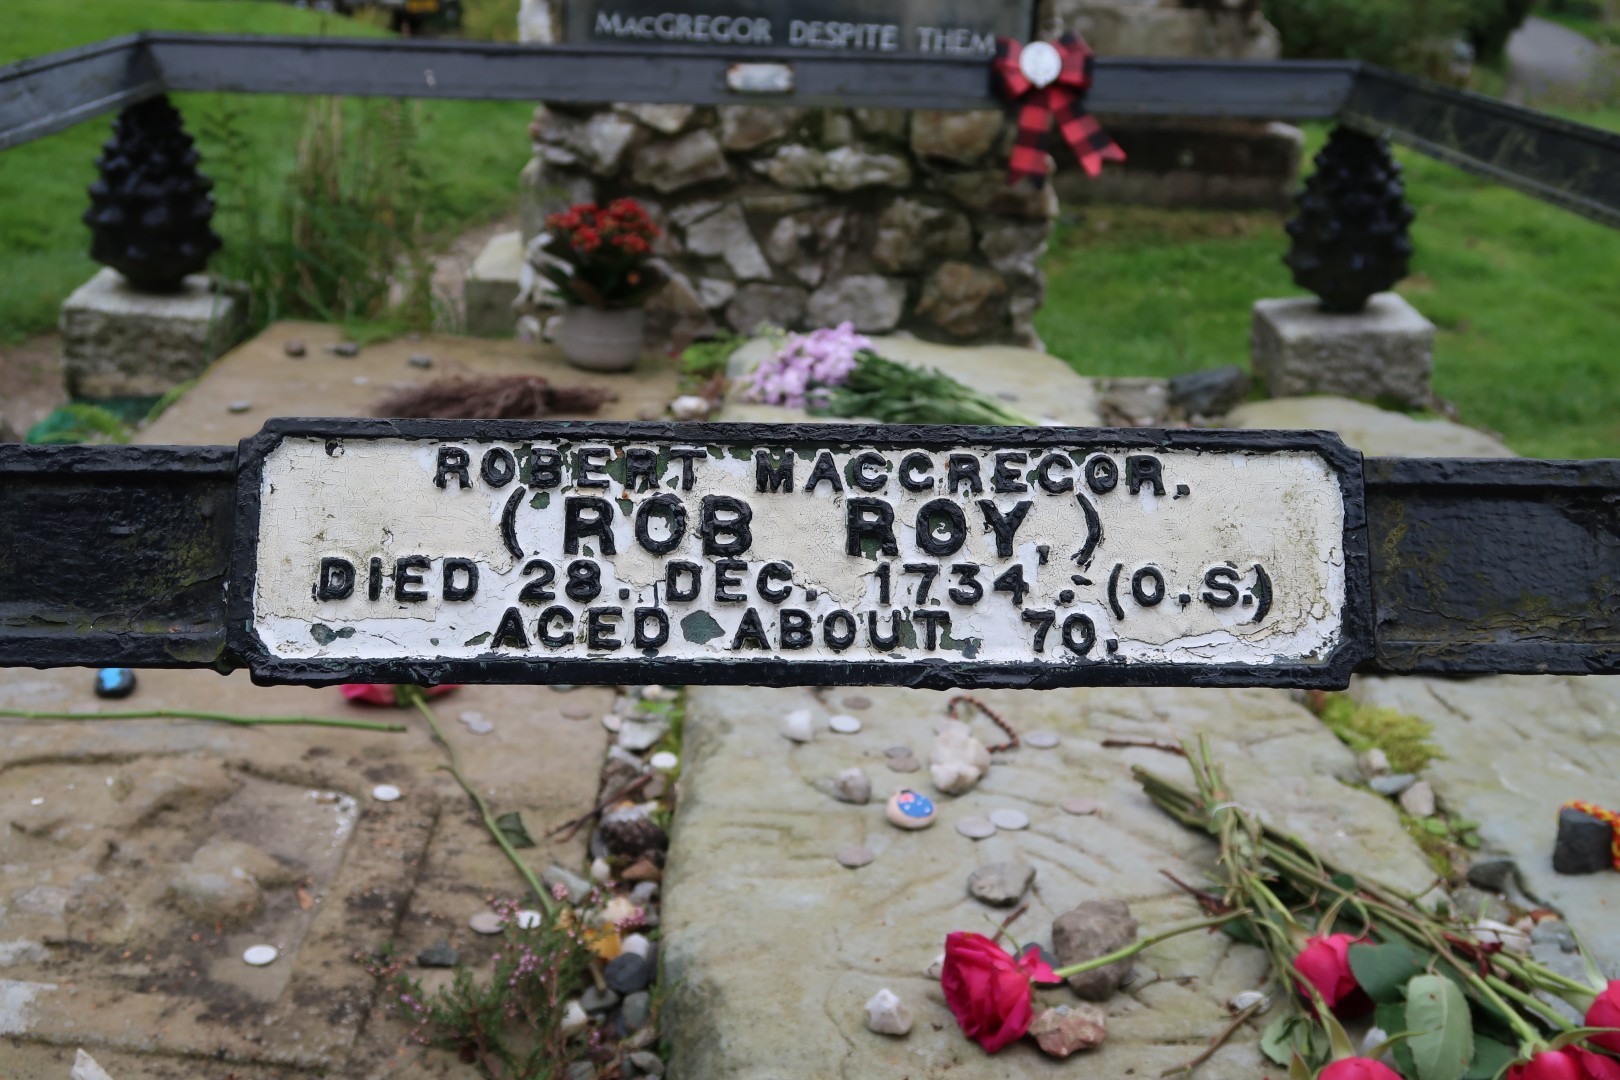 MacGREGOR DESPITE THEM
ROBERT MACGREGOR.
(ROB ROY,)
DIED 28. DEC. 1734.- (O.S.)
AGED ABOUT 70.